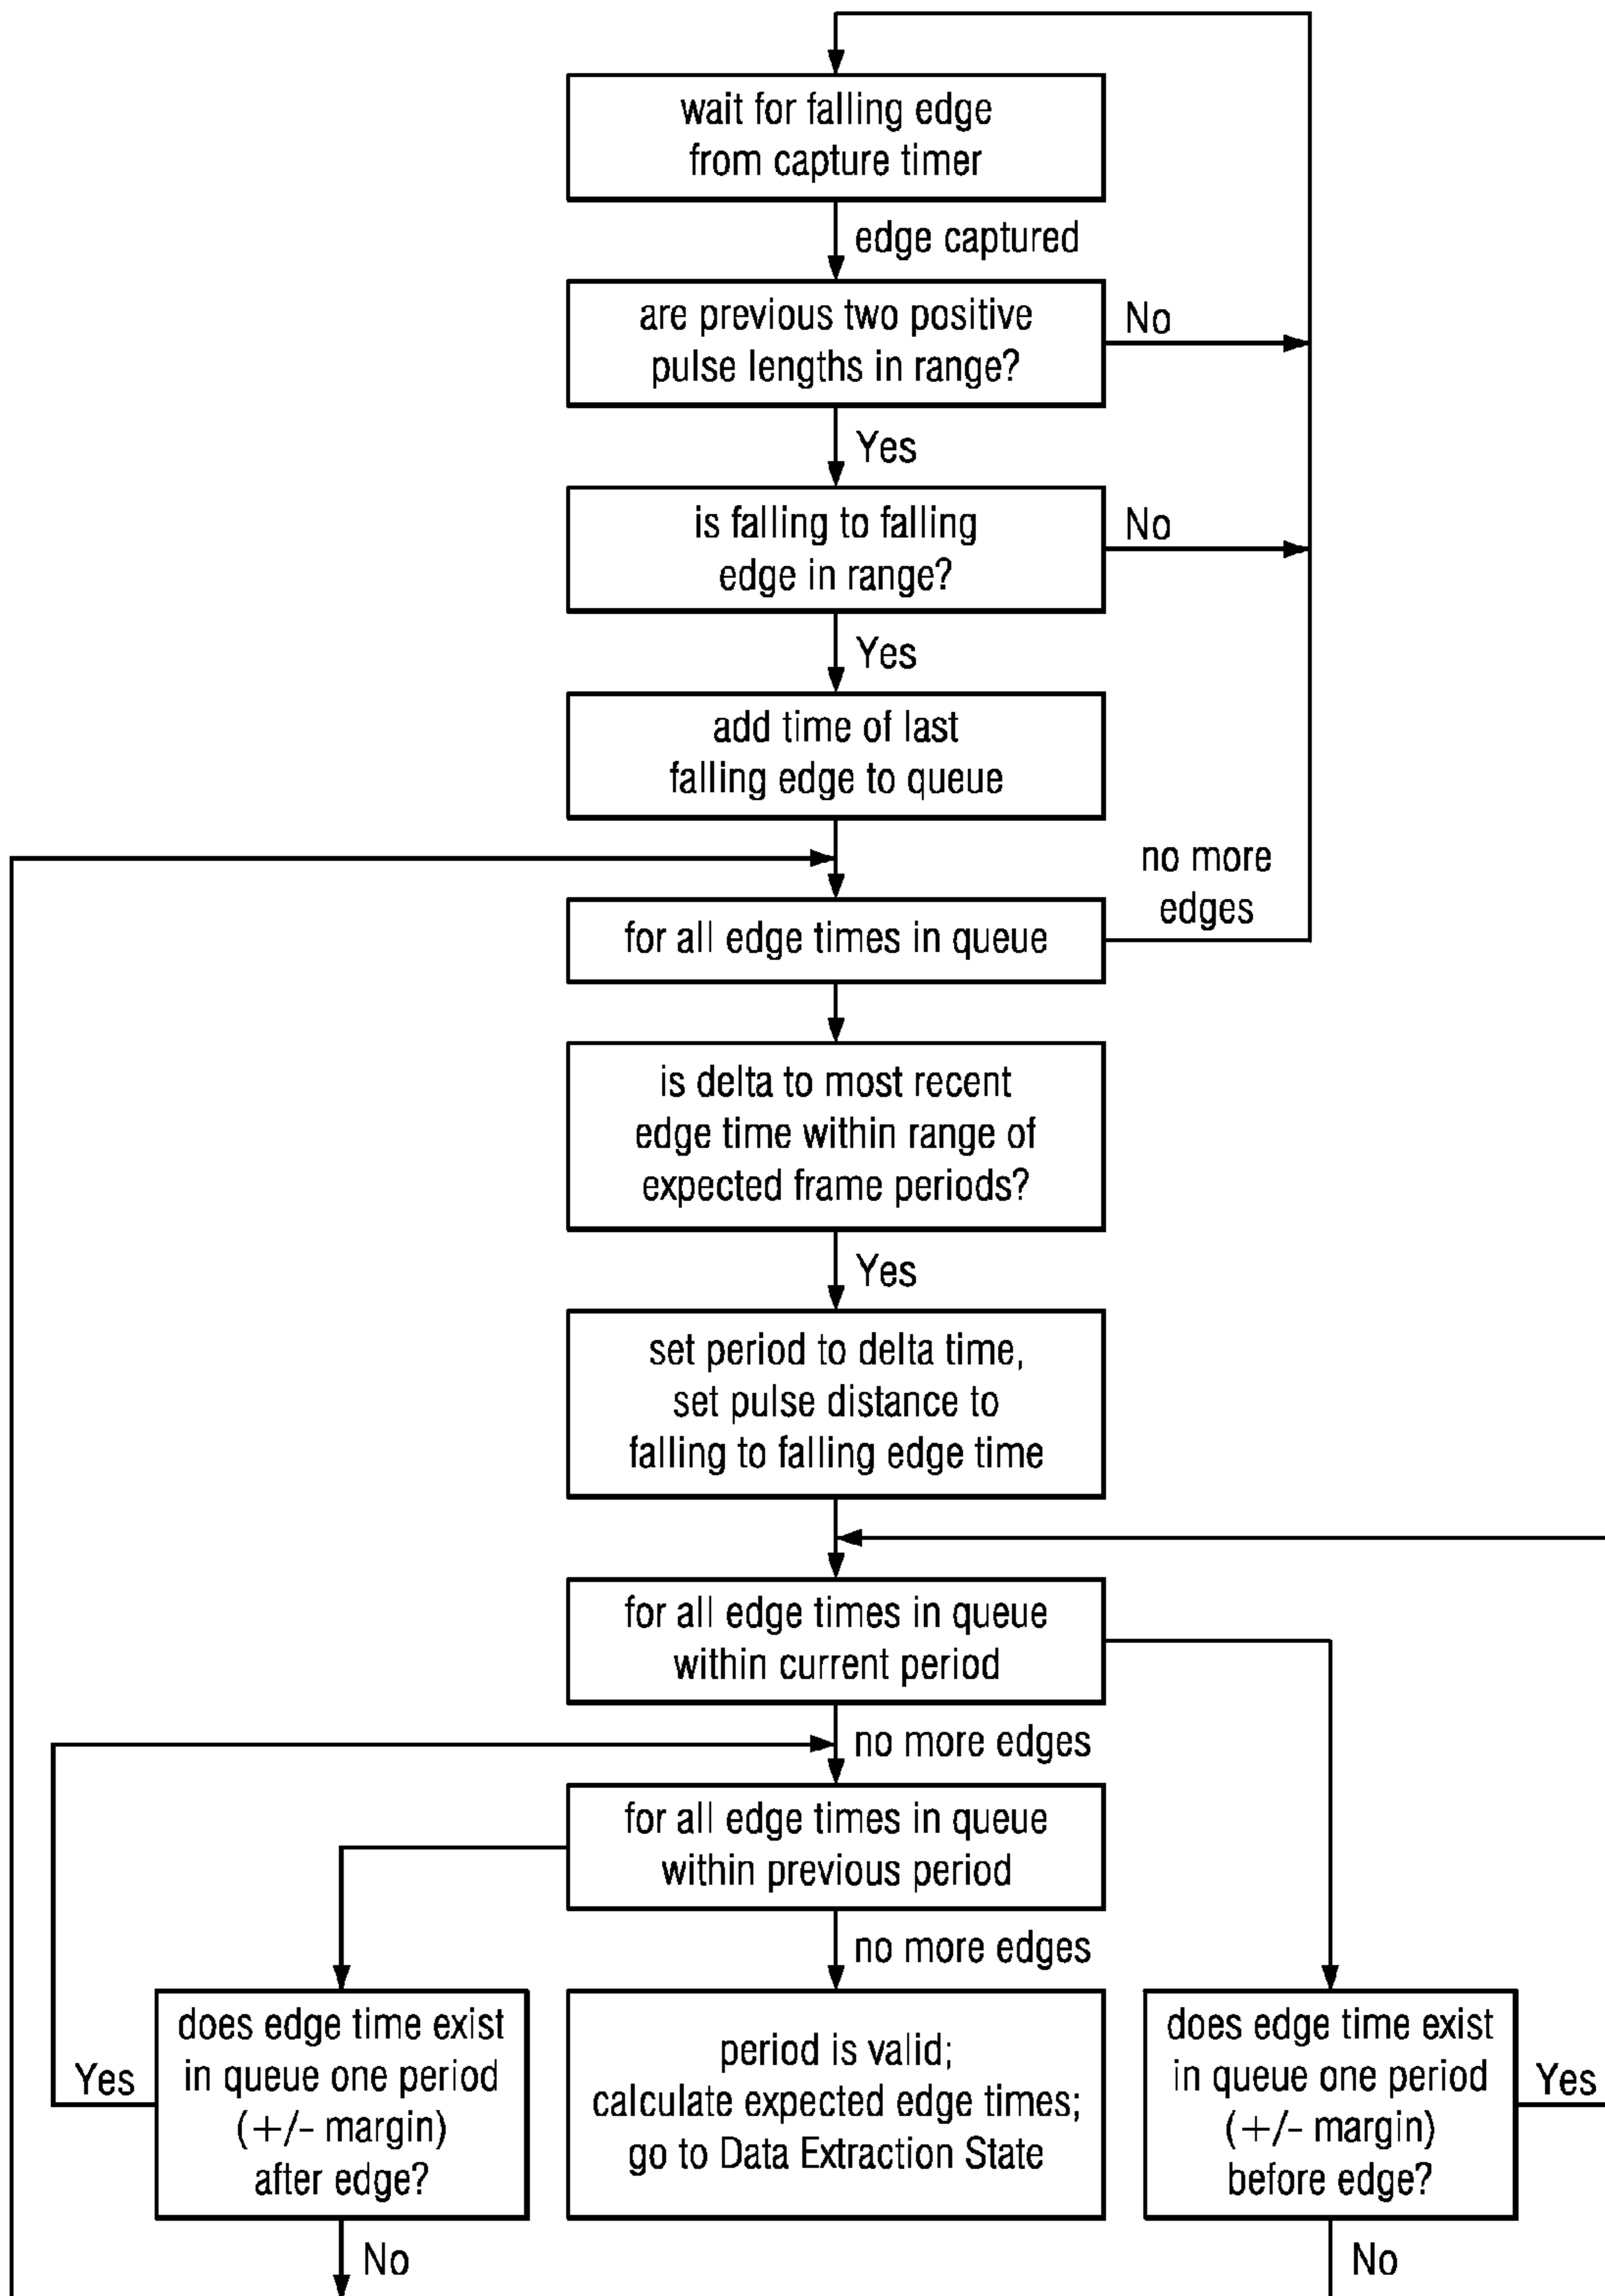 wait for falling edge
from capture timer
edge captured
are previous two positive
pulse lengths in range?
No
Yes
is falling to falling
edge in range?
No
Yes
add time of last
falling edge to queue
no more
edges
for all edge times in queue
is delta to most recent
edge time within range of
expected frame periods?
Yes
set period to delta time,
set pulse distance to
falling to falling edge time
for all edge times in queue
within current period
no more edges
for all edge times in queue
within previous period
no more edges
does edge time exist
in queue one period
(+/- margin)
after edge?
Yes
No
period is valid;
calculate expected edge times;
go to Data Extraction State
does edge time exist
in queue one period
(+/- margin)
before edge?
Yes
No